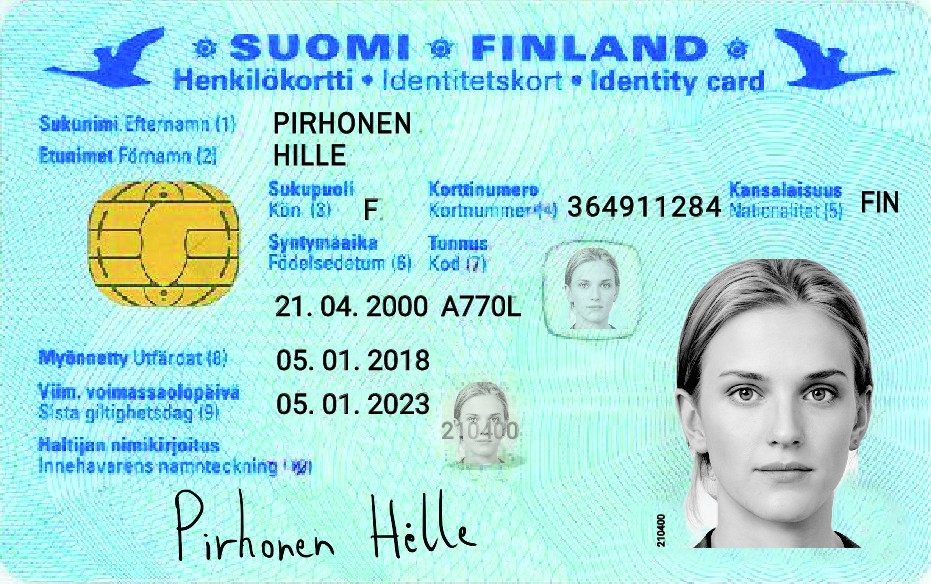 SUOMI FINLAND
Henkilökortti • Identitetskort • Identity card
Sukunimi Efternamn (1) PIRHONEN
Etunimet Förnamn (2) HILLE
Sukupuoli Korttinumero Kansalaisuus
Kön (3) F Kortnummer (4) 364911284 Nationalitet (5) FIN
Syntymäaika Tunnus
Födelsedatum (6) Kod (7)
21. 04. 2000 A770L
Myönnetty Utfärdat (8) 05. 01. 2018
Viim. voimassaolopäivä
Sista giltighetsdag (9) 05. 01. 2023
210400
Haltijan nimikirjoitus
Innehavarens namnteckning
Pirhonen Hille
210400